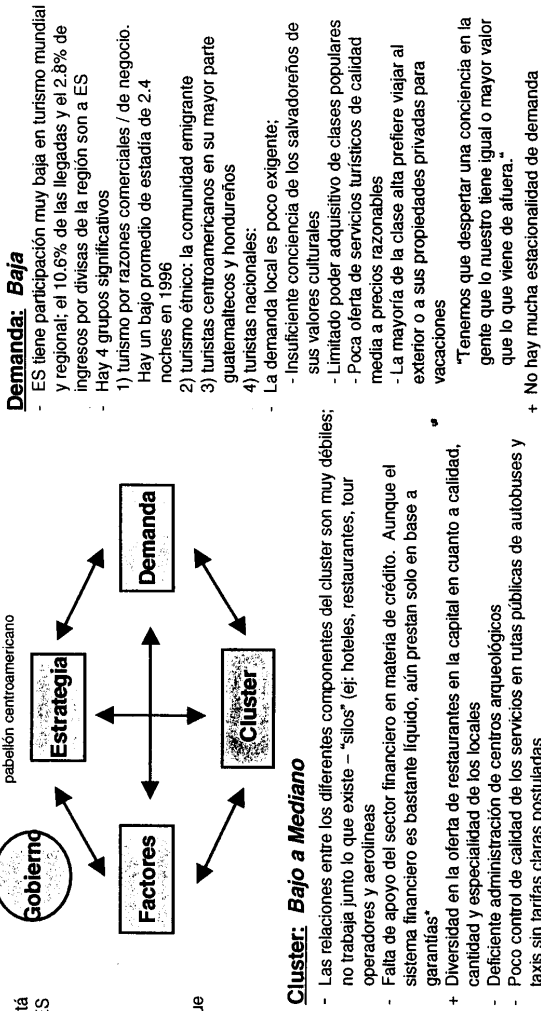 tá
ES
ue
pabellón centroamericano
Gobierno
Estrategia
Factores
Demanda
Cluster
Cluster: Bajo a Mediano
- Las relaciones entre los diferentes componentes del cluster son muy débiles;
no trabaja junto lo que existe – "silos" (ej: hoteles, restaurantes, tour
operadores y aerolíneas
- Falta de apoyo del sector financiero en materia de crédito. Aunque el
sistema financiero es bastante líquido, aún prestan solo en base a
garantías*
+ Diversidad en la oferta de restaurantes en la capital en cuanto a calidad,
cantidad y especialidad de los locales
- Deficiente administración de centros arqueológicos
- Poco control de calidad de los servicios en rutas públicas de autobuses y
taxis sin tarifas claras postuladas
Demanda: Baja
- ES tiene participación muy baja en turismo mundial
y regional; el 10.6% de las llegadas y el 2.8% de
ingresos por divisas de la región son a ES
- Hay 4 grupos significativos
1) turismo por razones comerciales / de negocio.
Hay un bajo promedio de estadía de 2.4
noches en 1996
2) turismo étnico: la comunidad emigrante
3) turistas centroamericanos en su mayor parte
guatemaltecos y hondureños
4) turistas nacionales:
- La demanda local es poco exigente;
- Insuficiente conciencia de los salvadoreños de
sus valores culturales
- Limitado poder adquisitivo de clases populares
- Poca oferta de servicios turísticos de calidad
media a precios razonables
- La mayoría de la clase alta prefiere viajar al
exterior o a sus propiedades privadas para
vacaciones
"Tenemos que despertar una conciencia en la
gente que lo nuestro tiene igual o mayor valor
que lo que viene de afuera."
+ No hay mucha estacionalidad de demanda